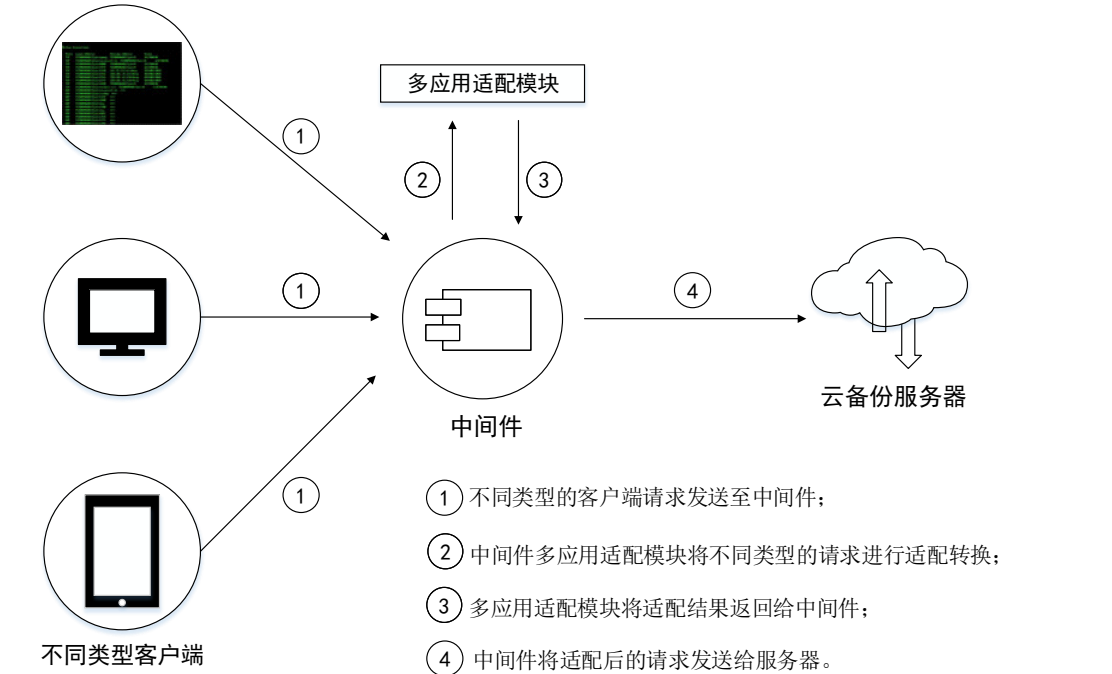 多应用适配模块
①
②
③
①
④
云备份服务器
中间件
①
① 不同类型的客户端请求发送至中间件；
② 中间件多应用适配模块将不同类型的请求进行适配转换；
③ 多应用适配模块将适配结果返回给中间件；
不同类型客户端
④ 中间件将适配后的请求发送给服务器。